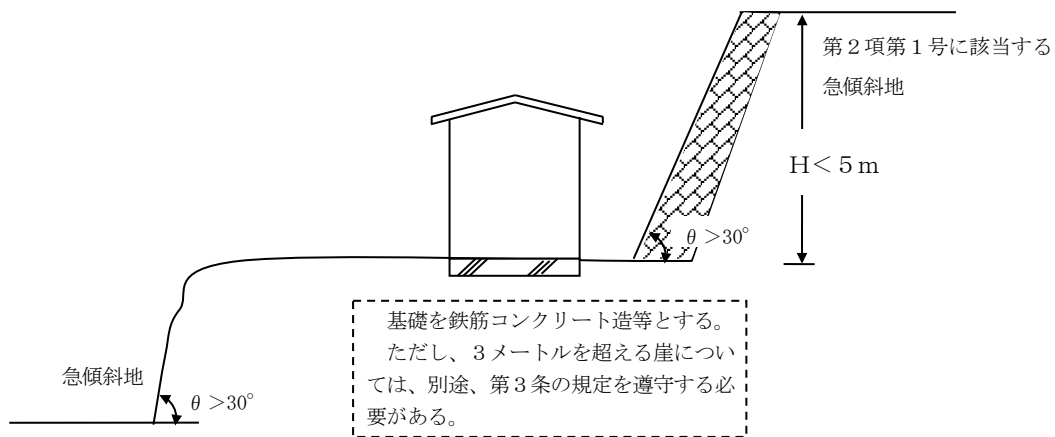 第２項第１号に該当する
急傾斜地
H＜５ｍ
θ＞30°
　基礎を鉄筋コンクリート造等とする。
　ただし、３メートルを超える崖につい
ては、別途、第３条の規定を遵守する必
要がある。
急傾斜地
θ＞30°